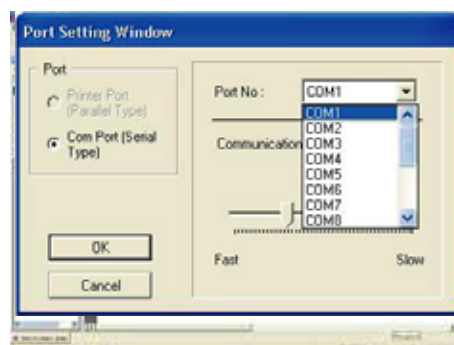 Port Setting Window
Port
Printer Port
(Parallel Type)
Com Port (Serial
Type)
OK
Cancel
Port No :
COM1
COM1
COM2
Communication
COM3
COM4
COM5
COM6
COM7
COM8
Fast
Slow